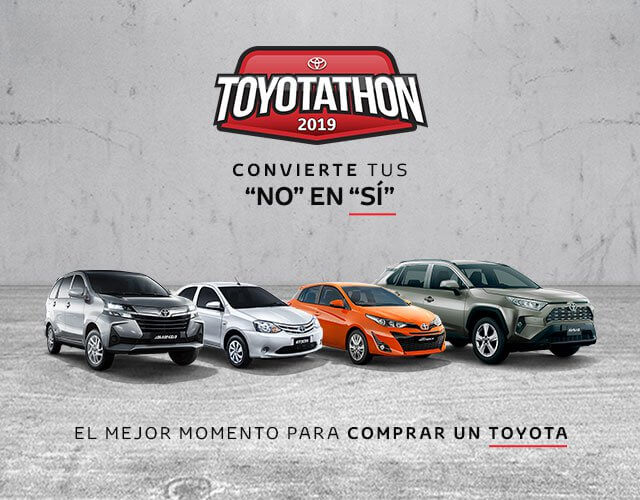 TOYOTATHON
2019
CONVIERTE TUS
“NO” EN “SÍ”
EL MEJOR MOMENTO PARA COMPRAR UN TOYOTA